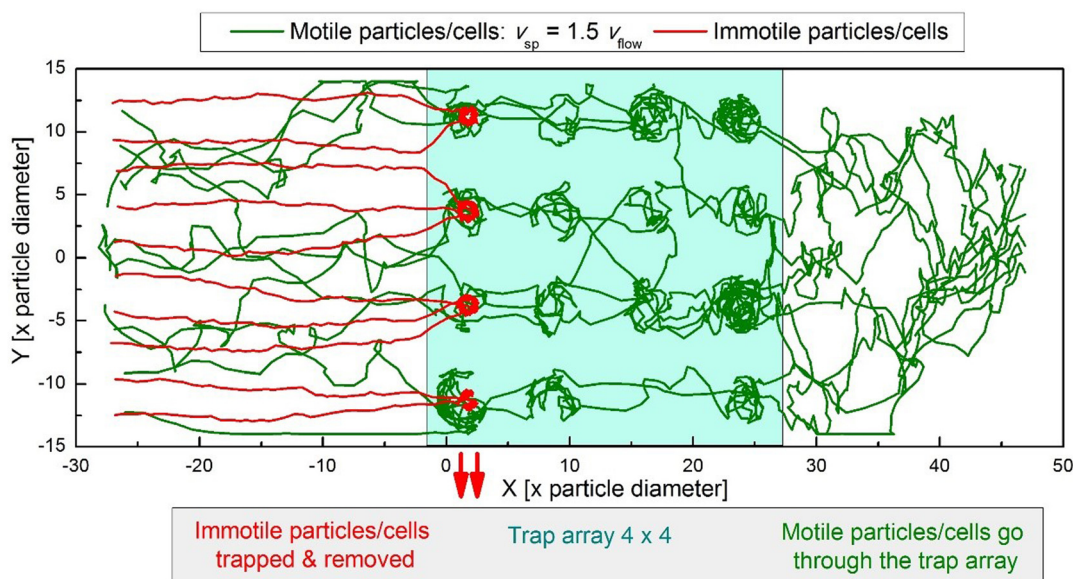 Motile particles/cells: vsp = 1.5 vflow Immotile particles/cells
15
10
5
0
-5
-10
-15
Y [x particle diameter]
-30 -20 -10 0 10 20 30 40 50
X [x particle diameter]
Immotile particles/cells
trapped & removed
Trap array 4 x 4
Motile particles/cells go
through the trap array